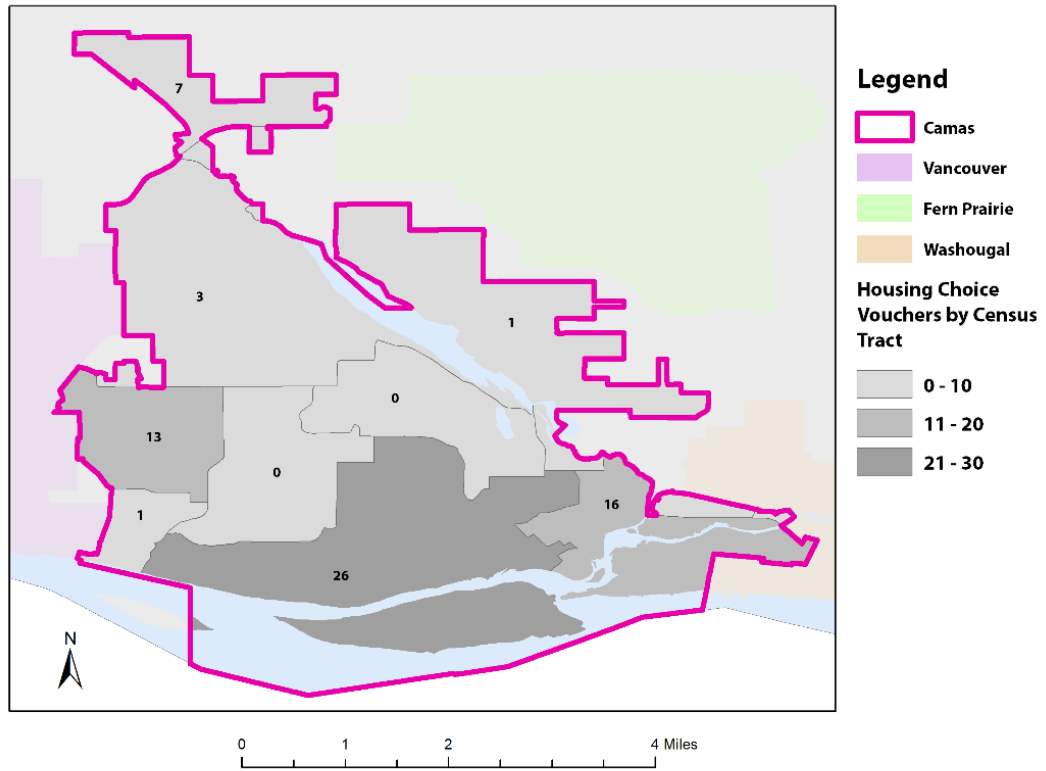 7
3
1
0
13
0
16
1
26
N
0 1 2 4 Miles
Legend
Camas
Vancouver
Fern Prairie
Washougal
Housing Choice
Vouchers by Census
Tract
0 - 10
11 - 20
21 - 30